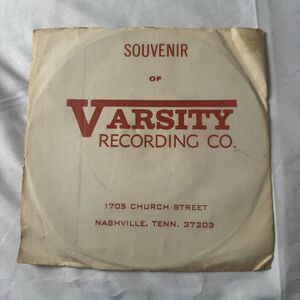 SOUVENIR
OF
VARSITY
RECORDING CO.
1705 CHURCH STREET
NASHVILLE, TENN. 37203